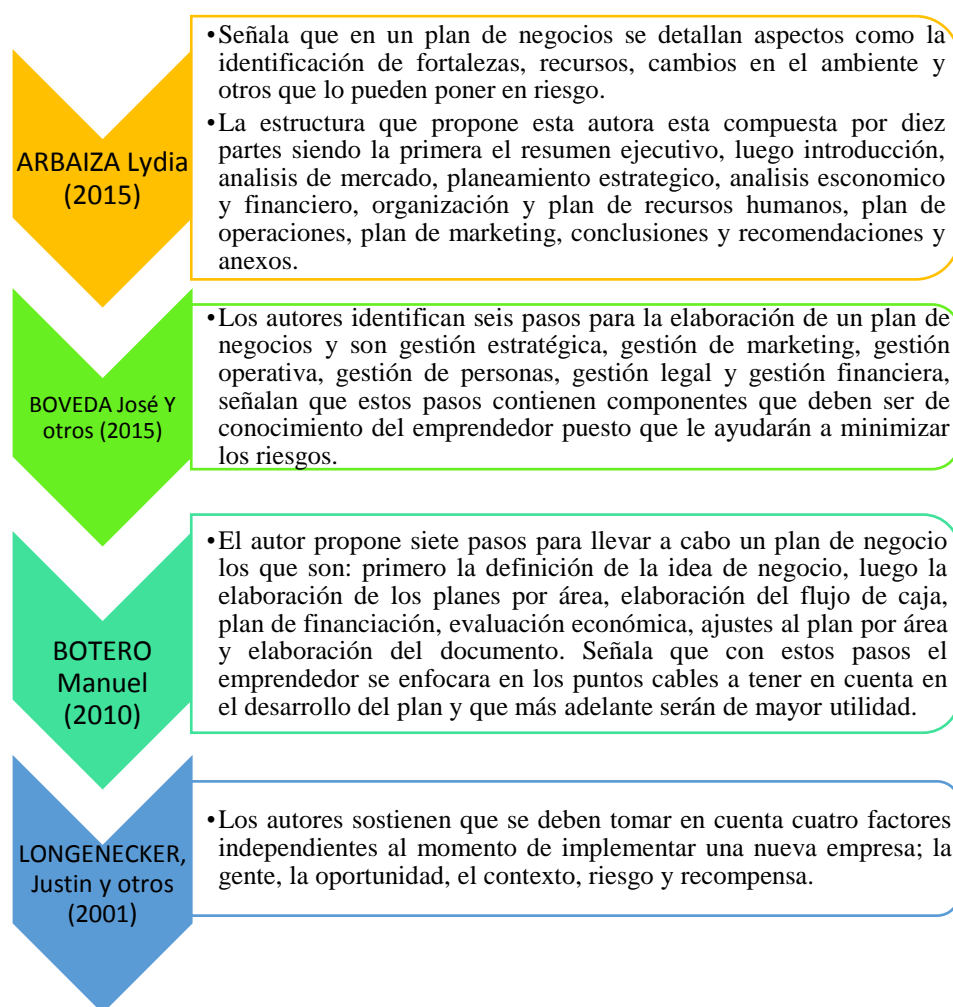 ARBAIZA Lydia
(2015)
•Señala que en un plan de negocios se detallan aspectos como la
identificación de fortalezas, recursos, cambios en el ambiente y
otros que lo pueden poner en riesgo.
•La estructura que propone esta autora esta compuesta por diez
partes siendo la primera el resumen ejecutivo, luego introducción,
analisis de mercado, planeamiento estrategico, analisis esconomico
y financiero, organización y plan de recursos humanos, plan de
operaciones, plan de marketing, conclusiones y recomendaciones y
anexos.
BOVEDA José Y
otros (2015)
•Los autores identifican seis pasos para la elaboración de un plan de
negocios y son gestión estratégica, gestión de marketing, gestión
operativa, gestión de personas, gestión legal y gestión financiera,
señalan que estos pasos contienen componentes que deben ser de
conocimiento del emprendedor puesto que le ayudarán a minimizar
los riesgos.
BOTERO
Manuel
(2010)
•El autor propone siete pasos para llevar a cabo un plan de negocio
los que son: primero la definición de la idea de negocio, luego la
elaboración de los planes por área, elaboración del flujo de caja,
plan de financiación, evaluación económica, ajustes al plan por área
y elaboración del documento. Señala que con estos pasos el
emprendedor se enfocara en los puntos cables a tener en cuenta en
el desarrollo del plan y que más adelante serán de mayor utilidad.
LONGENECKER,
Justin y otros
(2001)
•Los autores sostienen que se deben tomar en cuenta cuatro factores
independientes al momento de implementar una nueva empresa; la
gente, la oportunidad, el contexto, riesgo y recompensa.